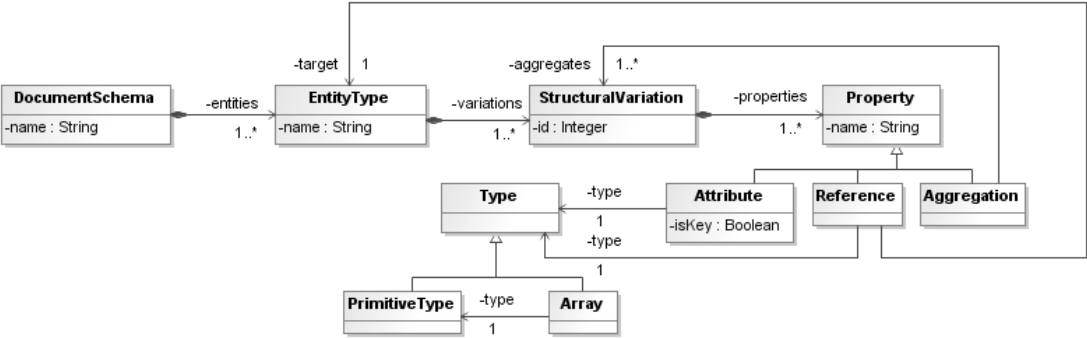 -target
1
-aggregates
1..*
DocumentSchema
-name : String
-entities
1..*
EntityType
-name : String
-variations
1..*
StructuralVariation
-id : Integer
-properties
1..*
Property
-name : String
Type
-type
1
Attribute
-isKey : Boolean
Reference
Aggregation
-type
1
PrimitiveType
-type
1
Array